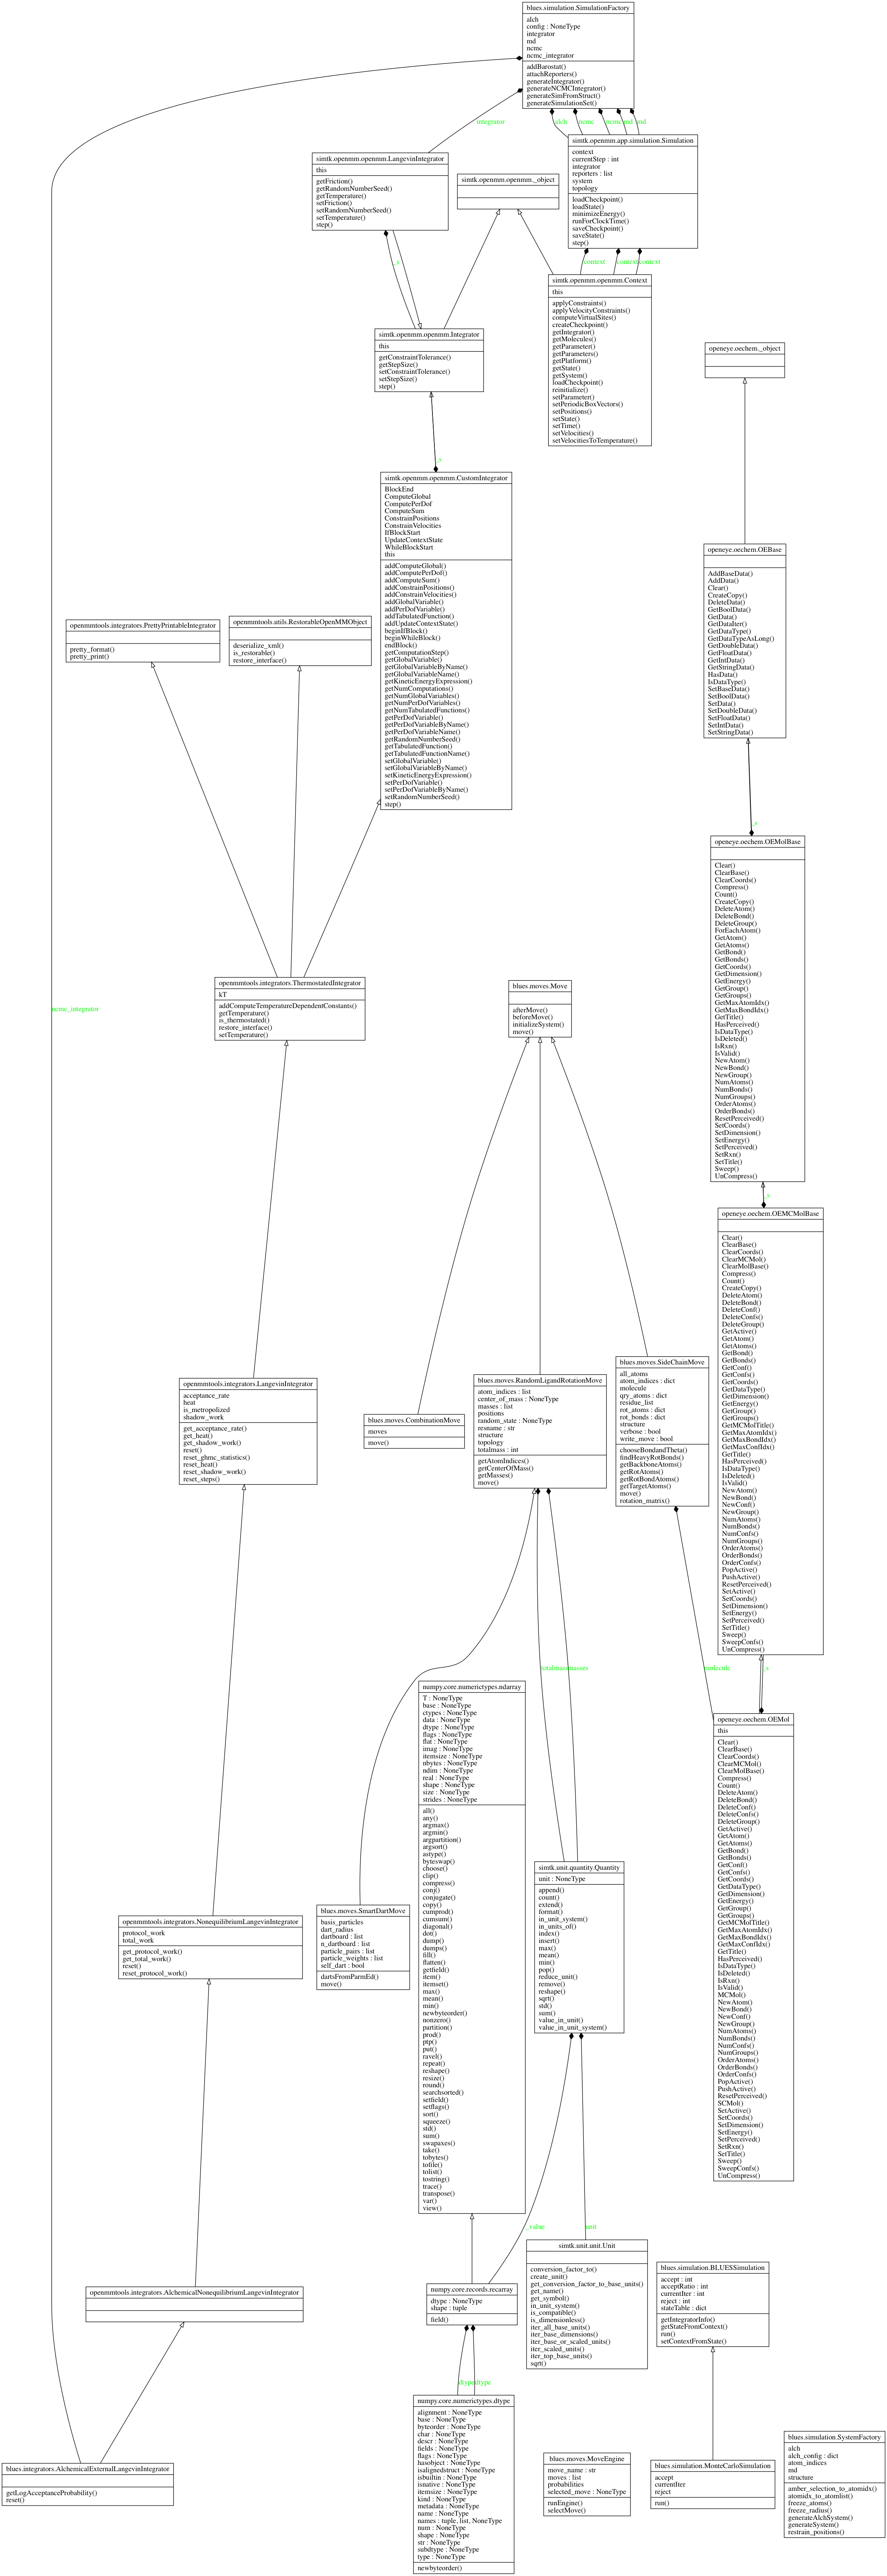 blues.simulation.SimulationFactory
alch
config : NoneType
integrator
md
ncmc
ncmc_integrator
addBarostat()
attachReporters()
generateIntegrator()
generateNCMCIntegrator()
generateSimFromStruct()
generateSimulationSet()
integrator
alch
ncmc
ncmc
md
md
simtk.openmm.app.simulation.Simulation
context
currentStep : int
integrator
reporters : list
system
topology
loadCheckpoint()
loadState()
minimizeEnergy()
runForClockTime()
saveCheckpoint()
saveState()
step()
simtk.openmm.openmm.LangevinIntegrator
this
getFriction()
getRandomNumberSeed()
getTemperature()
setFriction()
setRandomNumberSeed()
setTemperature()
step()
simtk.openmm.openmm._object
_s
context
context
context
simtk.openmm.openmm.Context
this
applyConstraints()
applyVelocityConstraints()
computeVirtualSites()
createCheckpoint()
getIntegrator()
getMolecules()
getParameter()
getParameters()
getPlatform()
getState()
getSystem()
loadCheckpoint()
reinitialize()
setParameter()
setPeriodicBoxVectors()
setPositions()
setState()
setTime()
setVelocities()
setVelocitiesToTemperature()
simtk.openmm.openmm.Integrator
this
getConstraintTolerance()
getStepSize()
setConstraintTolerance()
setStepSize()
step()
openeye.oechem._object
_s
simtk.openmm.openmm.CustomIntegrator
BlockEnd
ComputeGlobal
ComputePerDof
ComputeSum
ConstrainPositions
ConstrainVelocities
IfBlockStart
UpdateContextState
WhileBlockStart
this
addComputeGlobal()
addComputePerDof()
addComputeSum()
addConstrainPositions()
addConstrainVelocities()
addGlobalVariable()
addPerDofVariable()
addTabulatedFunction()
addUpdateContextState()
beginIfBlock()
beginWhileBlock()
endBlock()
getComputationStep()
getGlobalVariable()
getGlobalVariableByName()
getGlobalVariableName()
getKineticEnergyExpression()
getNumComputations()
getNumGlobalVariables()
getNumPerDofVariables()
getNumTabulatedFunctions()
getPerDofVariable()
getPerDofVariableByName()
getPerDofVariableName()
getRandomNumberSeed()
getTabulatedFunction()
getTabulatedFunctionName()
setGlobalVariable()
setGlobalVariableByName()
setKineticEnergyExpression()
setPerDofVariable()
setPerDofVariableByName()
setRandomNumberSeed()
step()
openeye.oechem.OEBase
AddBaseData()
AddData()
Clear()
CreateCopy()
DeleteData()
GetBoolData()
GetData()
GetDataIter()
GetDataType()
GetDataTypeAsLong()
GetDoubleData()
GetFloatData()
GetIntData()
GetStringData()
HasData()
IsDataType()
SetBaseData()
SetBoolData()
SetData()
SetDoubleData()
SetFloatData()
SetIntData()
SetStringData()
openmmtools.integrators.PrettyPrintableIntegrator
pretty_format()
pretty_print()
openmmtools.utils.RestorableOpenMMObject
deserialize_xml()
is_restorable()
restore_interface()
_s
openeye.oechem.OEMolBase
Clear()
ClearBase()
ClearCoords()
Compress()
Count()
CreateCopy()
DeleteAtom()
DeleteBond()
DeleteGroup()
ForEachAtom()
GetAtom()
GetAtoms()
GetBond()
GetBonds()
GetCoords()
GetDimension()
GetEnergy()
GetGroup()
GetGroups()
GetMaxAtomIdx()
GetMaxBondIdx()
GetTitle()
HasPerceived()
IsDataType()
IsDeleted()
IsRxn()
IsValid()
NewAtom()
NewBond()
NewGroup()
NumAtoms()
NumBonds()
NumGroups()
OrderAtoms()
OrderBonds()
ResetPerceived()
SetCoords()
SetDimension()
SetEnergy()
SetPerceived()
SetRxn()
SetTitle()
Sweep()
UnCompress()
openmmtools.integrators.ThermostatedIntegrator
kT
addComputeTemperatureDependentConstants()
getTemperature()
is_thermostated()
restore_interface()
setTemperature()
blues.moves.Move
afterMove()
beforeMove()
initializeSystem()
move()
ncmc_integrator
_s
openeye.oechem.OEMCMolBase
Clear()
ClearBase()
ClearCoords()
ClearMCMol()
ClearMolBase()
Compress()
Count()
CreateCopy()
DeleteAtom()
DeleteBond()
DeleteConf()
DeleteConfs()
DeleteGroup()
GetActive()
GetAtom()
GetAtoms()
GetBond()
GetBonds()
GetConf()
GetConfs()
GetCoords()
GetDataType()
GetDimension()
GetEnergy()
GetGroup()
GetGroups()
GetMCMolTitle()
GetMaxAtomIdx()
GetMaxBondIdx()
GetMaxConfIdx()
GetTitle()
HasPerceived()
IsDataType()
IsDeleted()
IsValid()
NewAtom()
NewBond()
NewConf()
NewGroup()
NumAtoms()
NumBonds()
NumConfs()
NumGroups()
OrderAtoms()
OrderBonds()
OrderConfs()
PopActive()
PushActive()
ResetPerceived()
SetActive()
SetCoords()
SetDimension()
SetEnergy()
SetPerceived()
SetTitle()
Sweep()
SweepConfs()
UnCompress()
openmmtools.integrators.LangevinIntegrator
acceptance_rate
heat
is_metropolized
shadow_work
get_acceptance_rate()
get_heat()
get_shadow_work()
reset()
reset_ghmc_statistics()
reset_heat()
reset_shadow_work()
reset_steps()
blues.moves.CombinationMove
moves
move()
blues.moves.RandomLigandRotationMove
atom_indices : list
center_of_mass : NoneType
masses : list
positions
random_state : NoneType
resname : str
structure
topology
totalmass : int
getAtomIndices()
getCenterOfMass()
getMasses()
move()
blues.moves.SideChainMove
all_atoms
atom_indices : dict
molecule
qry_atoms : dict
residue_list
rot_atoms : dict
rot_bonds : dict
structure
verbose : bool
write_move : bool
chooseBondandTheta()
findHeavyRotBonds()
getBackboneAtoms()
getRotAtoms()
getRotBondAtoms()
getTargetAtoms()
move()
rotation_matrix()
totalmass
masses
molecule
_s
numpy.core.numerictypes.ndarray
T : NoneType
base : NoneType
ctypes : NoneType
data : NoneType
dtype : NoneType
flags : NoneType
flat : NoneType
imag : NoneType
itemsize : NoneType
nbytes : NoneType
ndim : NoneType
real : NoneType
shape : NoneType
size : NoneType
strides : NoneType
all()
any()
argmax()
argmin()
argpartition()
argsort()
astype()
byteswap()
choose()
clip()
compress()
conj()
conjugate()
copy()
cumprod()
cumsum()
diagonal()
dot()
dump()
dumps()
fill()
flatten()
getfield()
item()
itemset()
max()
mean()
min()
newbyteorder()
nonzero()
partition()
prod()
ptp()
put()
ravel()
repeat()
reshape()
resize()
round()
searchsorted()
setfield()
setflags()
sort()
squeeze()
std()
sum()
swapaxes()
take()
tobytes()
tofile()
tolist()
tostring()
trace()
transpose()
var()
view()
openeye.oechem.OEMol
this
Clear()
ClearBase()
ClearCoords()
ClearMCMol()
ClearMolBase()
Compress()
Count()
DeleteAtom()
DeleteBond()
DeleteConf()
DeleteConfs()
DeleteGroup()
GetActive()
GetAtom()
GetAtoms()
GetBond()
GetBonds()
GetConf()
GetConfs()
GetCoords()
GetDataType()
GetDimension()
GetEnergy()
GetGroup()
GetGroups()
GetMCMolTitle()
GetMaxAtomIdx()
GetMaxBondIdx()
GetMaxConfIdx()
GetTitle()
HasPerceived()
IsDataType()
IsDeleted()
IsRxn()
IsValid()
MCMol()
NewAtom()
NewBond()
NewConf()
NewGroup()
NumAtoms()
NumBonds()
NumConfs()
NumGroups()
OrderAtoms()
OrderBonds()
OrderConfs()
PopActive()
PushActive()
ResetPerceived()
SCMol()
SetActive()
SetCoords()
SetDimension()
SetEnergy()
SetPerceived()
SetRxn()
SetTitle()
Sweep()
SweepConfs()
UnCompress()
simtk.unit.quantity.Quantity
unit : NoneType
append()
count()
extend()
format()
in_unit_system()
in_units_of()
index()
insert()
max()
mean()
min()
pop()
reduce_unit()
remove()
reshape()
sqrt()
std()
sum()
value_in_unit()
value_in_unit_system()
blues.moves.SmartDartMove
basis_particles
dart_radius
dartboard : list
n_dartboard : list
particle_pairs : list
particle_weights : list
self_dart : bool
dartsFromParmEd()
move()
openmmtools.integrators.NonequilibriumLangevinIntegrator
protocol_work
total_work
get_protocol_work()
get_total_work()
reset()
reset_protocol_work()
_value
unit
simtk.unit.unit.Unit
conversion_factor_to()
create_unit()
get_conversion_factor_to_base_units()
get_name()
get_symbol()
in_unit_system()
is_compatible()
is_dimensionless()
iter_all_base_units()
iter_base_dimensions()
iter_base_or_scaled_units()
iter_scaled_units()
iter_top_base_units()
sqrt()
blues.simulation.BLUESSimulation
accept : int
acceptRatio : int
currentIter : int
reject : int
stateTable : dict
getIntegratorInfo()
getStateFromContext()
run()
setContextFromState()
openmmtools.integrators.AlchemicalNonequilibriumLangevinIntegrator
numpy.core.records.recarray
dtype : NoneType
shape : tuple
field()
dtype
dtype
numpy.core.numerictypes.dtype
alignment : NoneType
base : NoneType
byteorder : NoneType
char : NoneType
descr : NoneType
fields : NoneType
flags : NoneType
hasobject : NoneType
isalignedstruct : NoneType
isbuiltin : NoneType
isnative : NoneType
itemsize : NoneType
kind : NoneType
metadata : NoneType
name : NoneType
names : tuple, list, NoneType
num : NoneType
shape : NoneType
str : NoneType
subdtype : NoneType
type : NoneType
newbyteorder()
blues.integrators.AlchemicalExternalLangevinIntegrator
getLogAcceptanceProbability()
reset()
blues.moves.MoveEngine
move_name : str
moves : list
probabilities
selected_move : NoneType
runEngine()
selectMove()
blues.simulation.MonteCarloSimulation
accept
currentIter
reject
run()
blues.simulation.SystemFactory
alch
alch_config : dict
atom_indices
md
structure
amber_selection_to_atomidx()
atomidx_to_atomlist()
freeze_atoms()
freeze_radius()
generateAlchSystem()
generateSystem()
restrain_positions()